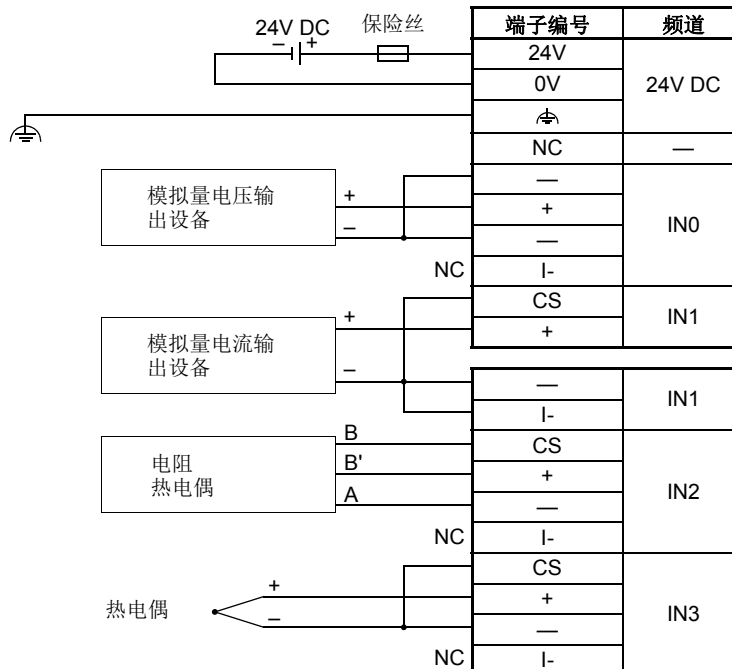 24V DC
保险丝
− +
端子编号 频道
24V
0V
24V DC
NC —
模拟量电压输
出设备
+
−
—
+
—
NC I-
IN0
模拟量电流输
出设备
+
−
CS
+
IN1
—
I-
IN1
电阻
热电偶
B
B'
A
CS
+
—
NC I-
IN2
热电偶
+
−
CS
+
—
NC I-
IN3